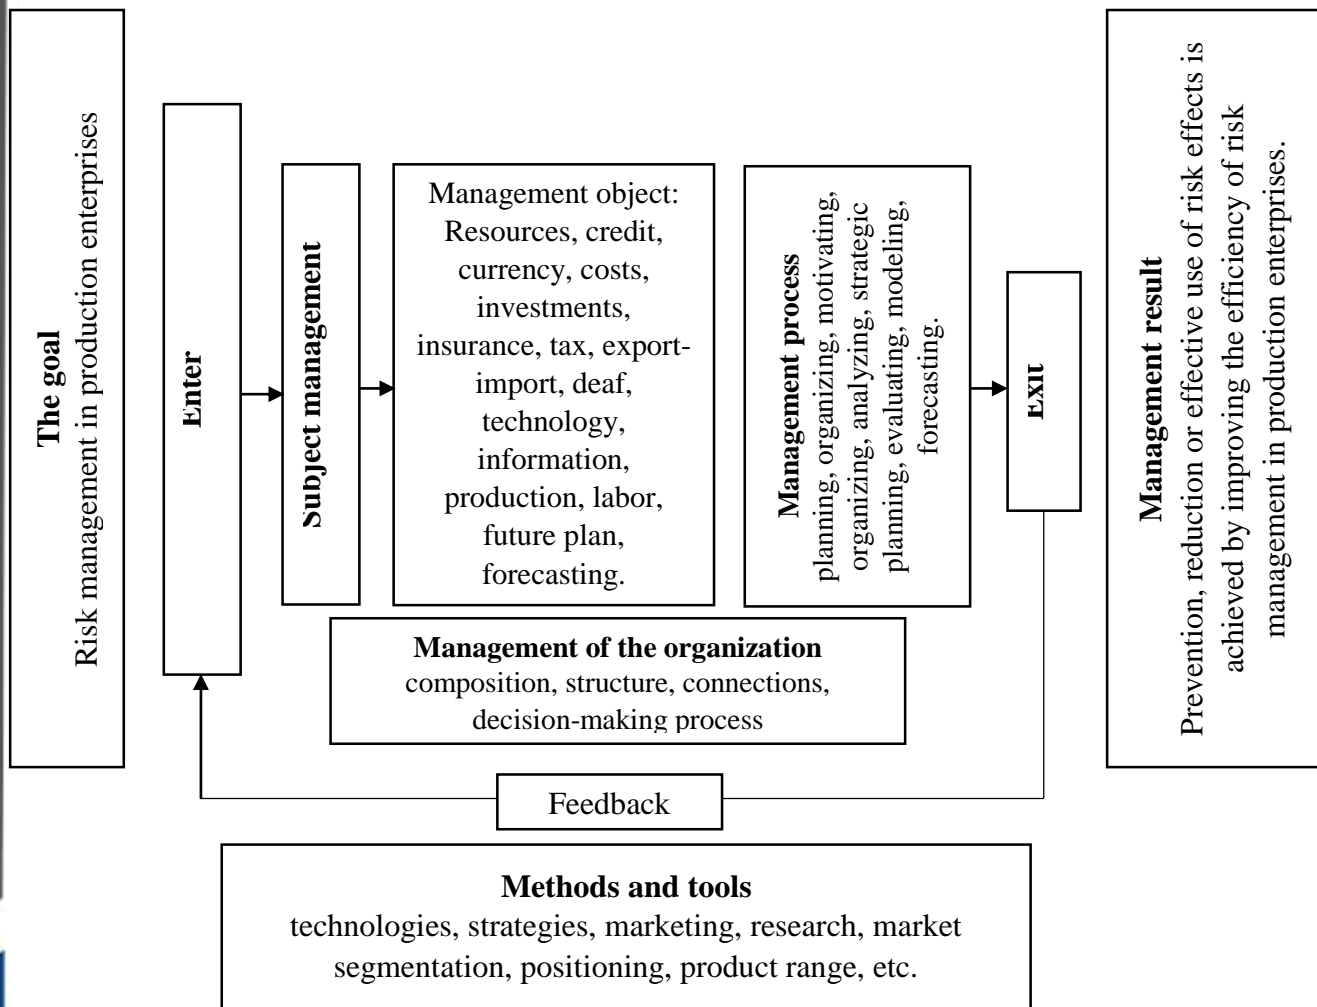 The goal
Risk management in production enterprises
Enter
Subject management
Management object:
Resources, credit,
currency, costs,
investments,
insurance, tax, export-
import, deaf,
technology,
information,
production, labor,
future plan,
forecasting.
Management process
planning, organizing, motivating,
organizing, analyzing, strategic
planning, evaluating, modeling,
forecasting.
Exit
Management result
Prevention, reduction or effective use of risk effects is
achieved by improving the efficiency of risk
management in production enterprises.
Management of the organization
composition, structure, connections,
decision-making process
Feedback
Methods and tools
technologies, strategies, marketing, research, market
segmentation, positioning, product range, etc.